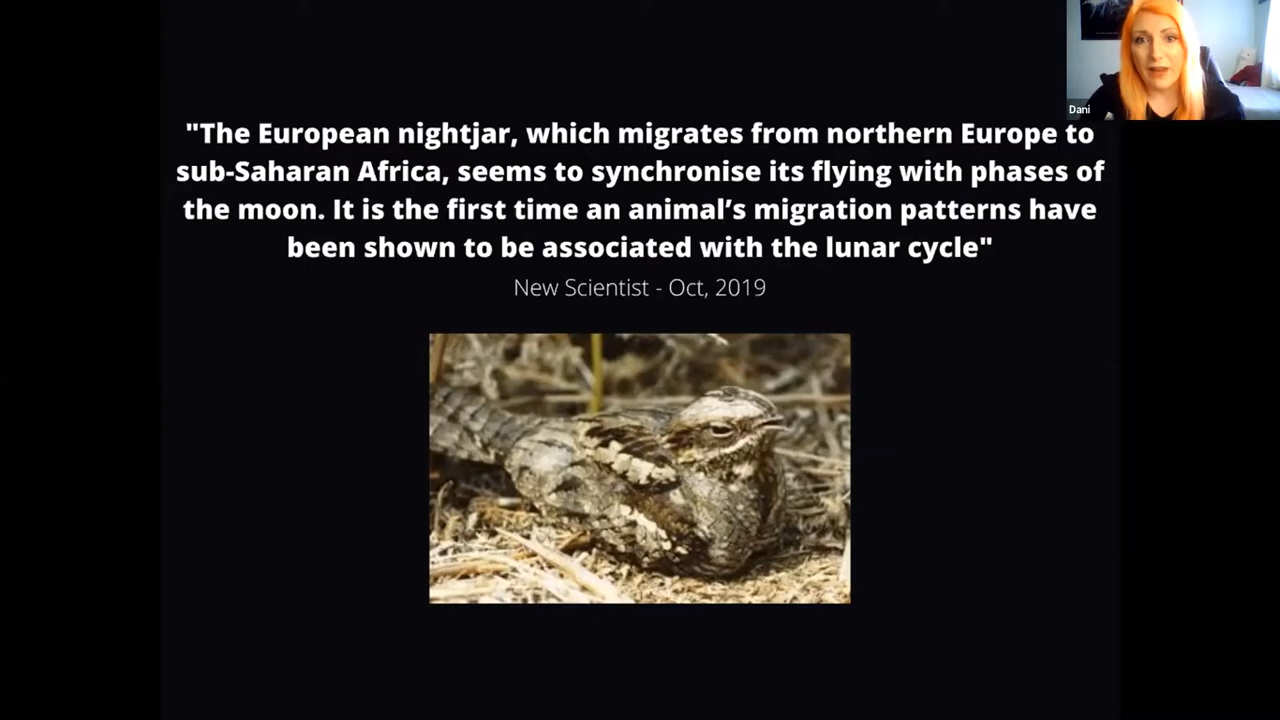 "The European nightjar, which migrates from northern Europe to
sub-Saharan Africa, seems to synchronise its flying with phases of
the moon. It is the first time an animal’s migration patterns have
been shown to be associated with the lunar cycle"
New Scientist - Oct, 2019
Dani